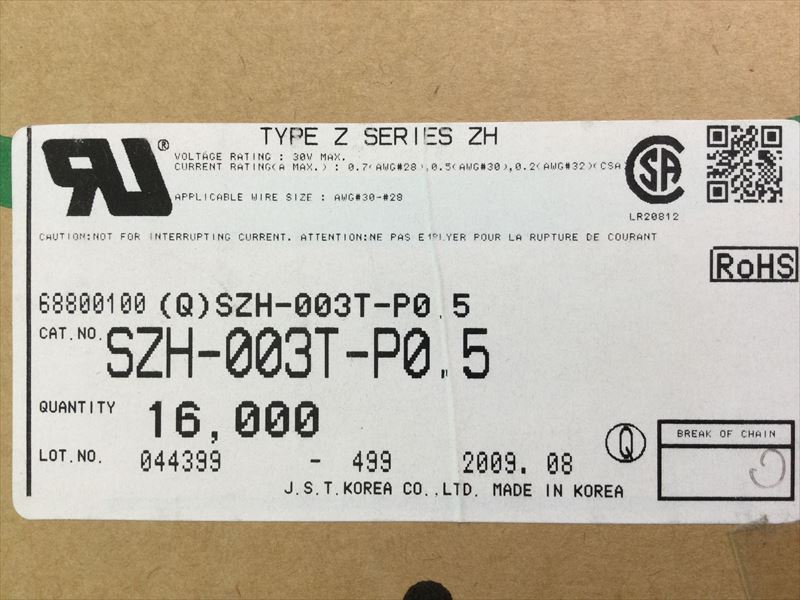 TYPE Z SERIES ZH
VOLTAGE RATING : 30V MAX.
CURRENT RATING(A MAX.) : 0.7(AWG#28),0.5(AWG#30),0.2(AWG#32)(CSA)
APPLICABLE WIRE SIZE : AWG#30-#28
RU®
SA
LR20812
CAUTION:NOT FOR INTERRUPTING CURRENT. ATTENTION:NE PAS POUR LA RUPTURE DE COURANT
RoHS
68800100 (Q)SZH-003T-P0.5
CAT.NO. SZH-003T-P0.5
QUANTITY 16,000
LOT.NO. 044399 - 499 2009. 08
Q
BREAK OF CHAIN
J.S.T.KOREA CO.,LTD. MADE IN KOREA